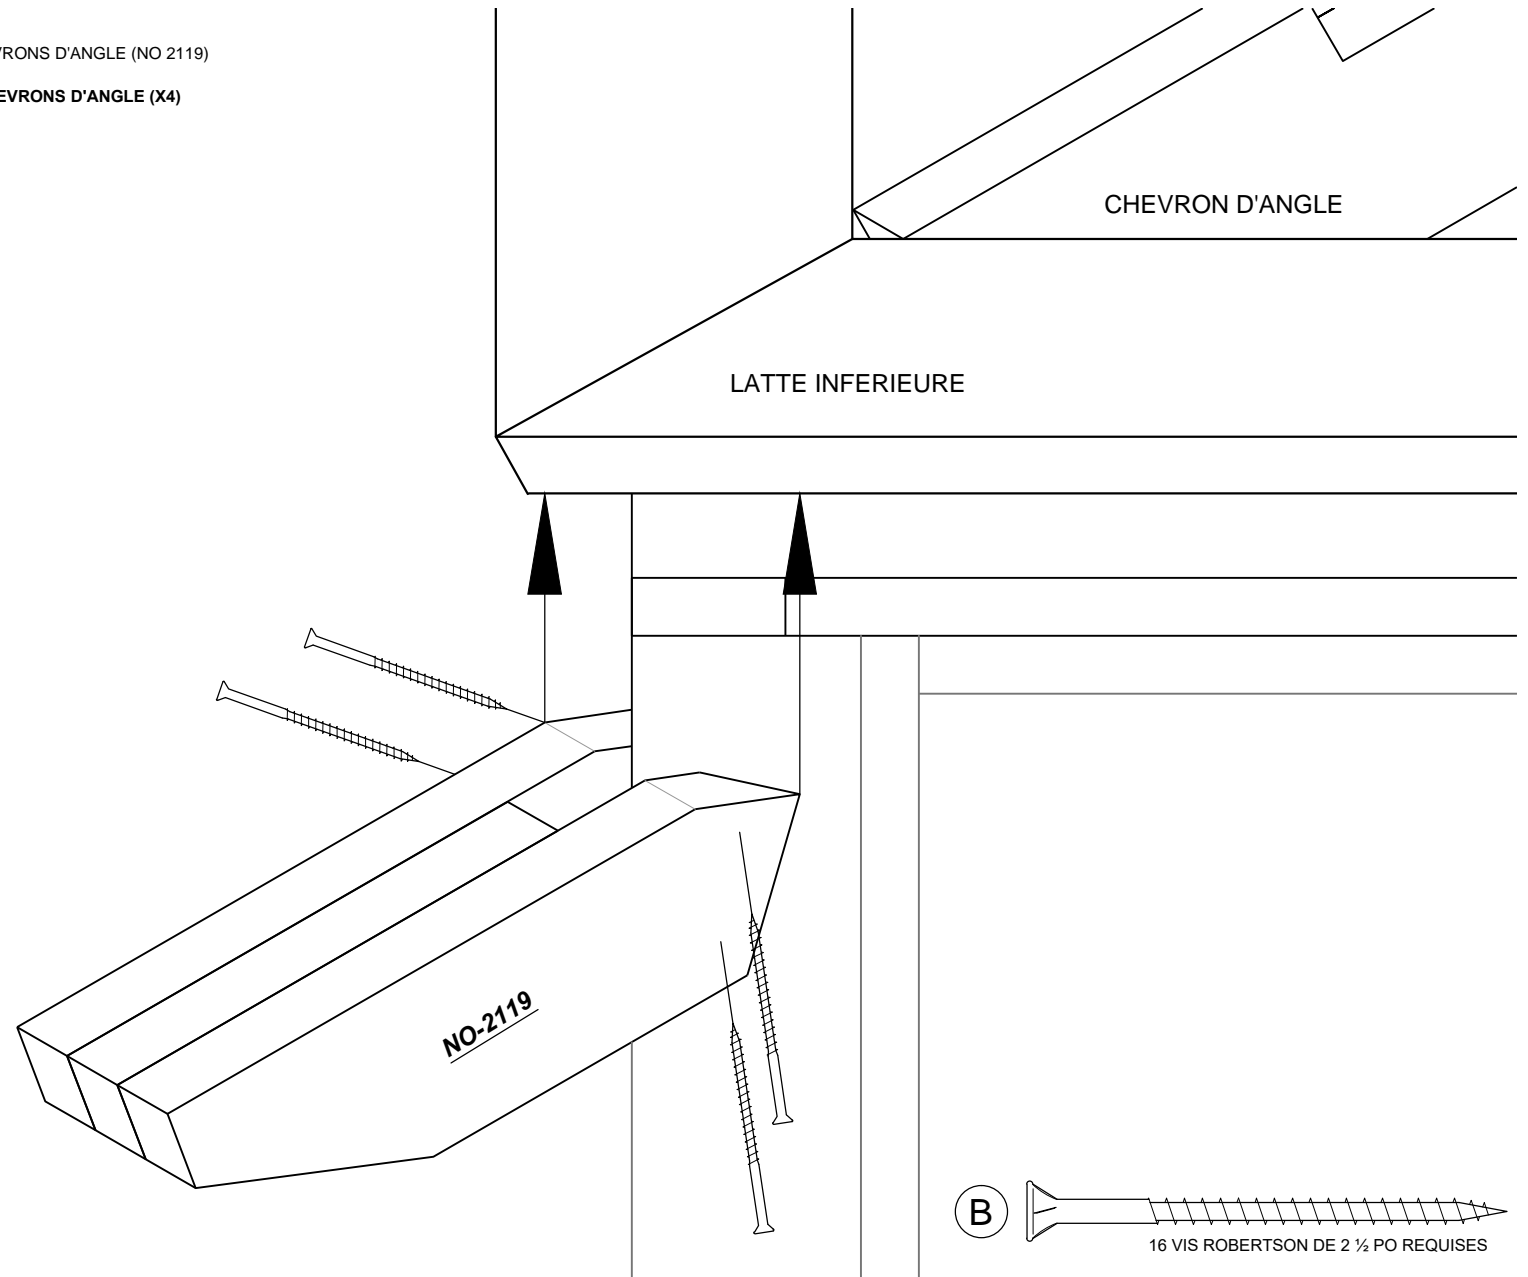 VRONS D'ANGLE (NO 2119)
EVRONS D'ANGLE (X4)
CHEVRON D'ANGLE
LATTE INFERIEURE
NO-2119
B
16 VIS ROBERTSON DE 2 ½ PO REQUISES